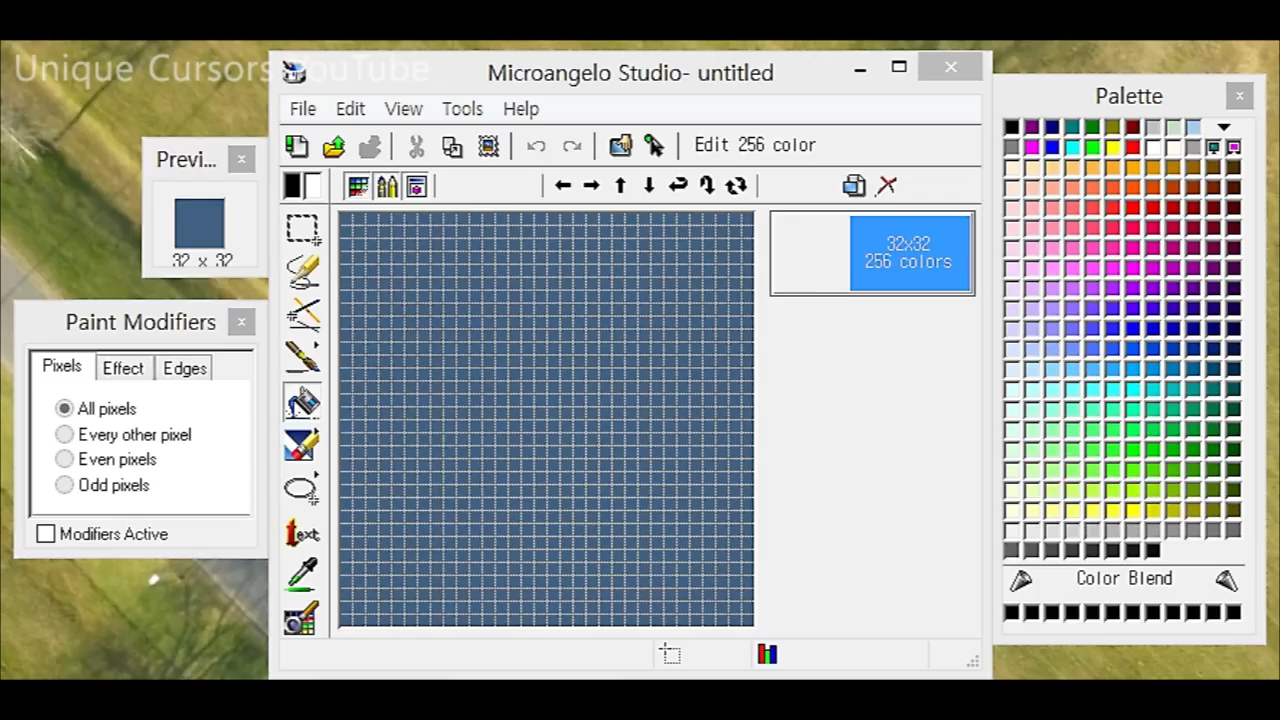 Unique Cursors YouTube
Microangelo Studio- untitled
File Edit View Tools Help
Edit 256 color
Previ...
32 x 32
32x32
256 colors
Paint Modifiers
Pixels Effect Edges
All pixels
Every other pixel
Even pixels
Odd pixels
Modifiers Active
text
Palette
Color Blend